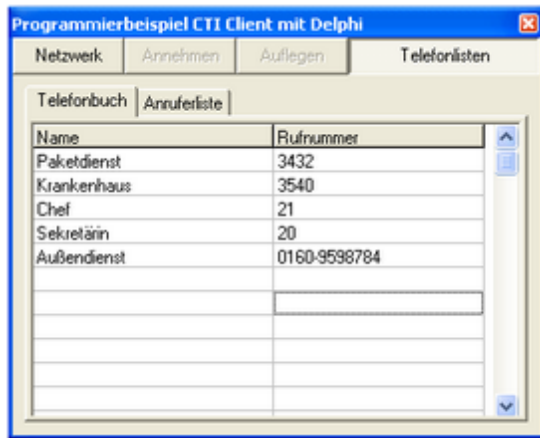 Programmierbeispiel CTI Client mit Delphi
Netzwerk Annehmen Auflegen Telefonlisten
Telefonbuch Anruferliste
Name Rufnummer
Paketdienst 3432
Krankenhaus 3540
Chef 21
Sekretärin 20
Außendienst 0160-9598784